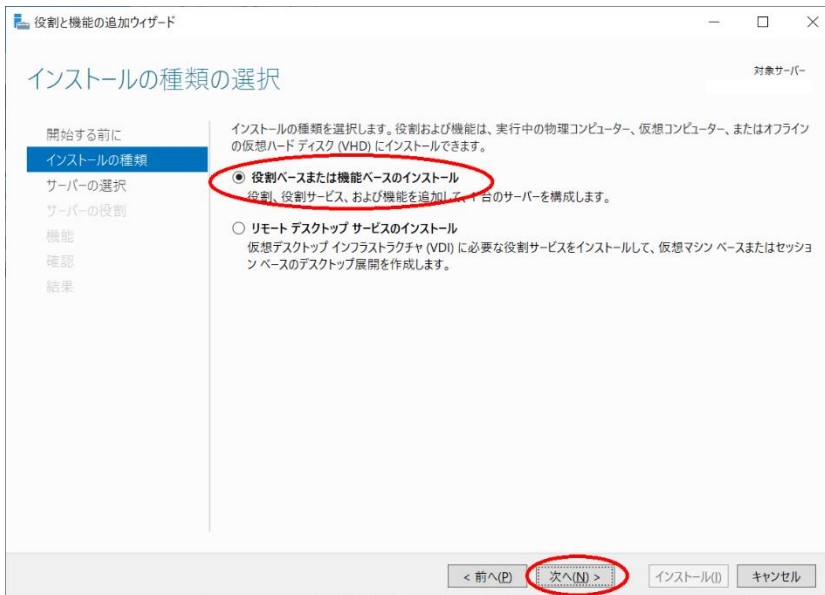 役割と機能の追加ウィザード
インストールの種類の選択
対象サーバー
開始する前に
インストールの種類
サーバーの選択
サーバーの役割
機能
確認
結果
インストールの種類を選択します。役割および機能は、実行中の物理コンピューター、仮想コンピューター、またはオフライン
の仮想ハード ディスク (VHD) にインストールできます。
役割ベースまたは機能ベースのインストール
役割、役割サービス、および機能を追加して、1 台のサーバーを構成します。
リモート デスクトップ サービスのインストール
仮想デスクトップ インフラストラクチャ (VDI) に必要な役割サービスをインストールして、仮想マシン ベースまたはセッショ
ン ベースのデスクトップ展開を作成します。
< 前へ(P)
次へ(N) >
インストール(I)
キャンセル